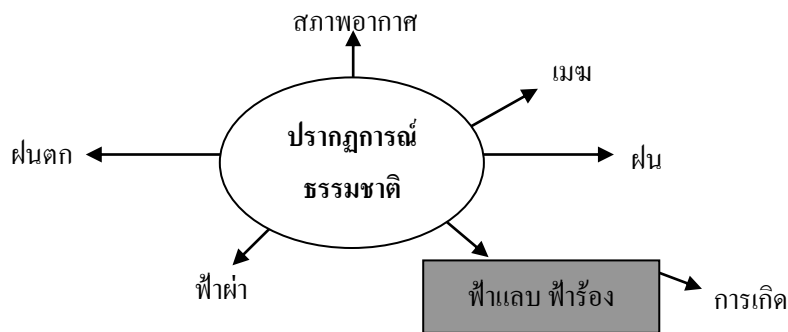 สภาพอากาศ
เมฆ
ปรากฏการณ์
ธรรมชาติ
ฝนตก
ฝน
ฟ้าผ่า
ฟ้าแลบ ฟ้าร้อง
การเกิด